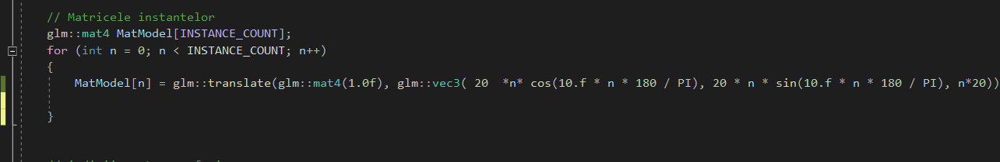 // Matricele instantelor
glm::mat4 MatModel[INSTANCE_COUNT];
for (int n = 0; n < INSTANCE_COUNT; n++)
{
MatModel[n] = glm::translate(glm::mat4(1.0f), glm::vec3( 20  *n* cos(10.f * n * 180 / PI), 20 * n * sin(10.f * n * 180 / PI), n*20))
}